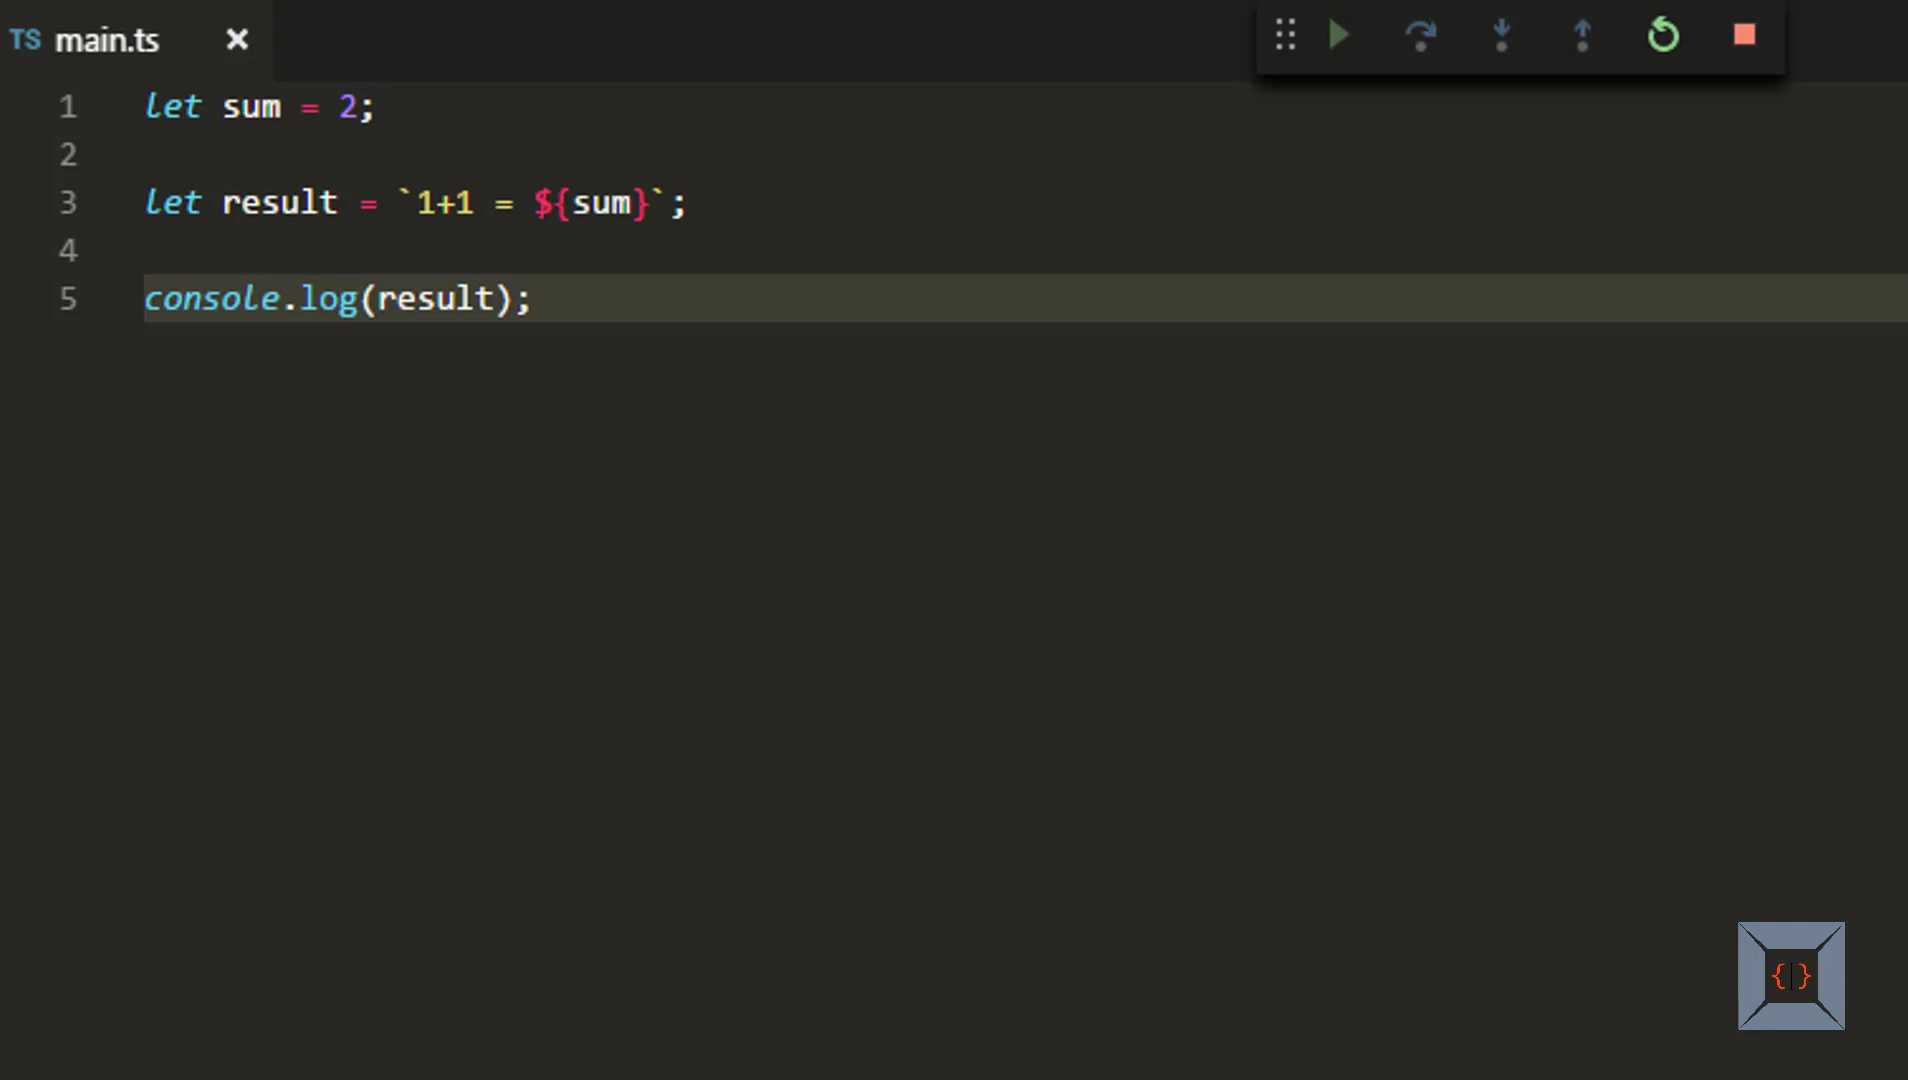 TS main.ts
1 let sum = 2;
2
3 let result = `1+1 = ${sum}`;
4
5 console.log(result);
{|}